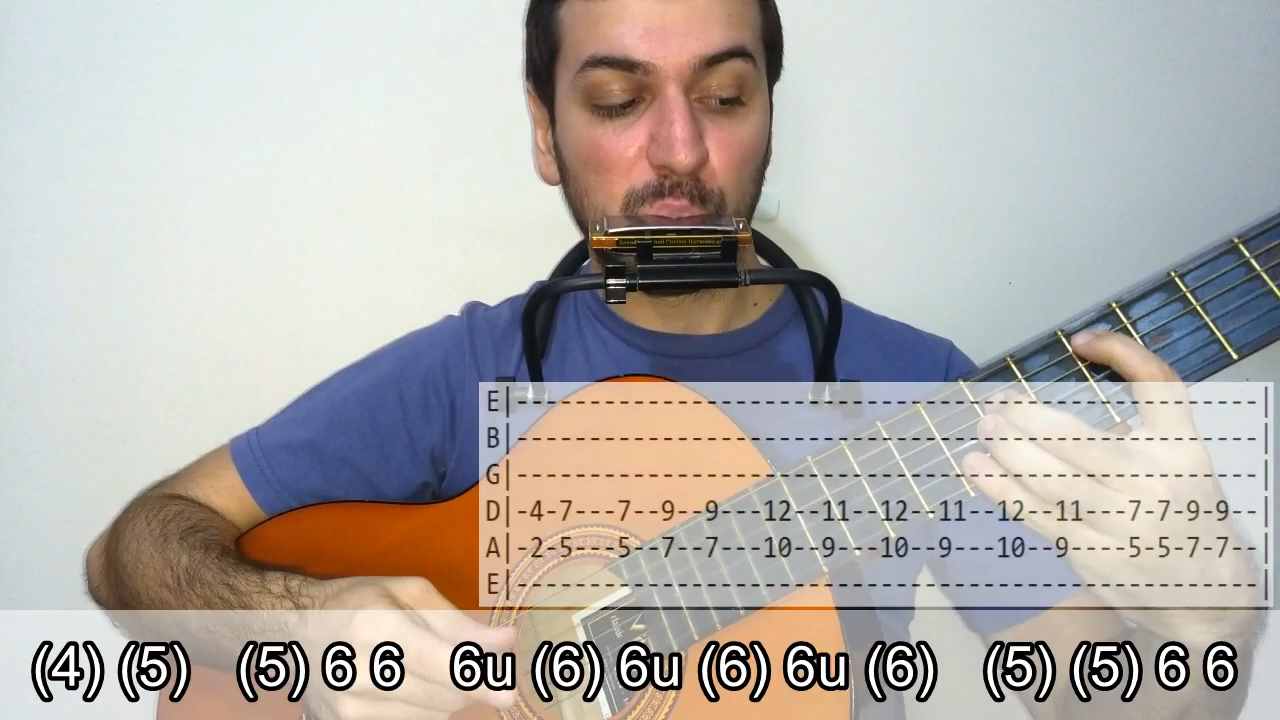 E|---------------------------------------------------|
B|---------------------------------------------------|
G|---------------------------------------------------|
D|-4-7---7--9--9---12--11--12--11--12--11---7-7-9-9--|
A|-2-5---5--7--7---10--9---10--9---10--9----5-5-7-7--|
E|---------------------------------------------------|
(4) (5) (5) 6 6 6u (6) 6u (6) 6u (6) (5) (5) 6 6